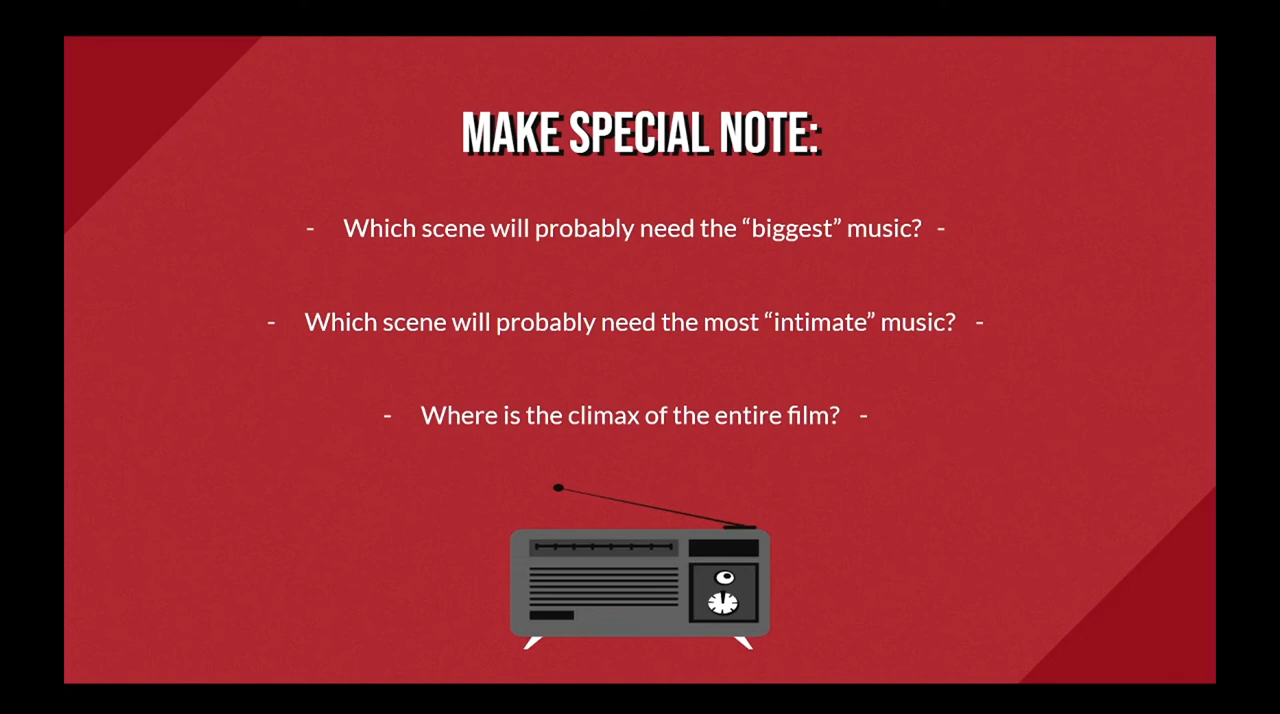 MAKE SPECIAL NOTE:
- Which scene will probably need the “biggest” music? -
- Which scene will probably need the most “intimate” music? -
- Where is the climax of the entire film? -